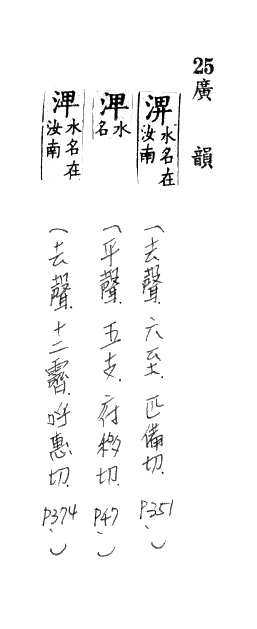 25 廣韻
淠 水名在汝南 (去聲. 六至. 匹備切. P351.)
渒 水名 (平聲. 五支. 府移切. P47.)
渒 水名在汝南 (去聲. 十二霽. 呼惠切. P374.)